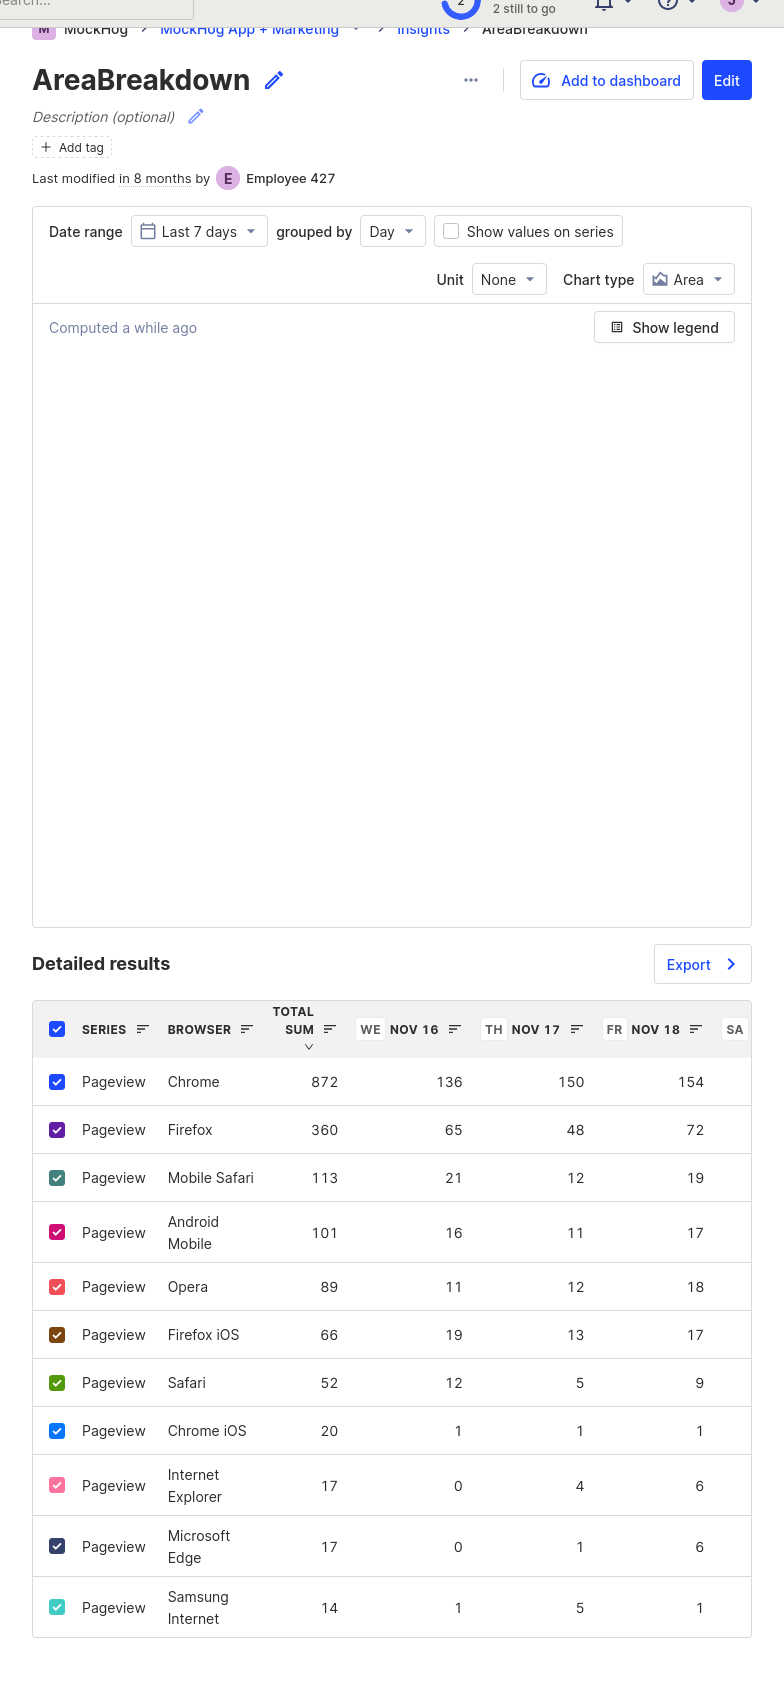 Search...
2
2 still to go
J
M MockHog MockHog App + Marketing Insights AreaBreakdown
AreaBreakdown
Add to dashboard
Edit
Description (optional)
Add tag
Last modified in 8 months by E Employee 427
Date range Last 7 days grouped by Day Show values on series
Unit None Chart type Area
Computed a while ago
Show legend
Detailed results
Export
SERIES BROWSER TOTAL SUM WE NOV 16 TH NOV 17 FR NOV 18 SA
Pageview Chrome 872 136 150 154
Pageview Firefox 360 65 48 72
Pageview Mobile Safari 113 21 12 19
Pageview Android Mobile 101 16 11 17
Pageview Opera 89 11 12 18
Pageview Firefox iOS 66 19 13 17
Pageview Safari 52 12 5 9
Pageview Chrome iOS 20 1 1 1
Pageview Internet Explorer 17 0 4 6
Pageview Microsoft Edge 17 0 1 6
Pageview Samsung Internet 14 1 5 1